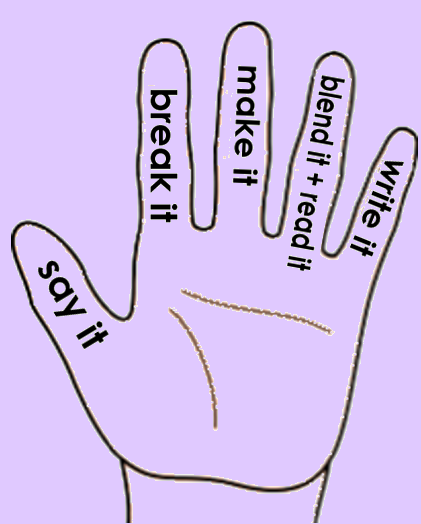 say it
break it
make it
blend it + read it
write it